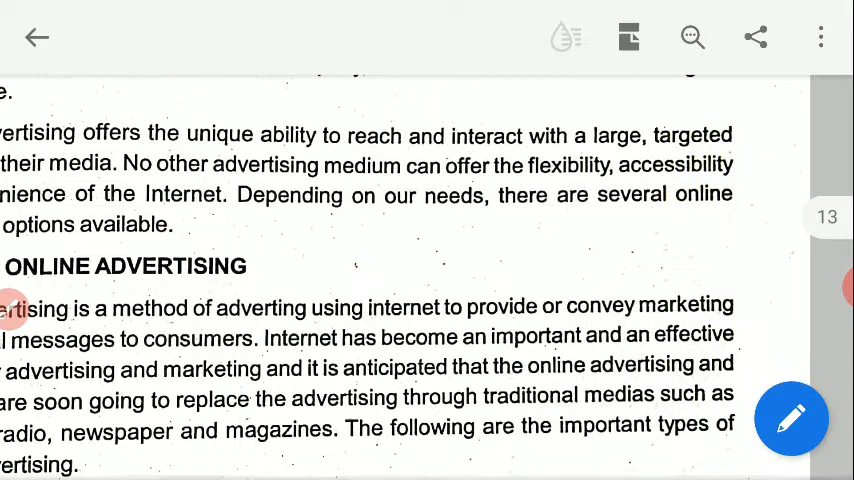 e.
ertising offers the unique ability to reach and interact with a large, targeted
their media. No other advertising medium can offer the flexibility, accessibility
nience of the Internet. Depending on our needs, there are several online
options available.
13
ONLINE ADVERTISING
ertising is a method of adverting using internet to provide or convey marketing
l messages to consumers. Internet has become an important and an effective
advertising and marketing and it is anticipated that the online advertising and
are soon going to replace the advertising through traditional medias such as
radio, newspaper and magazines. The following are the important types of
ertising.